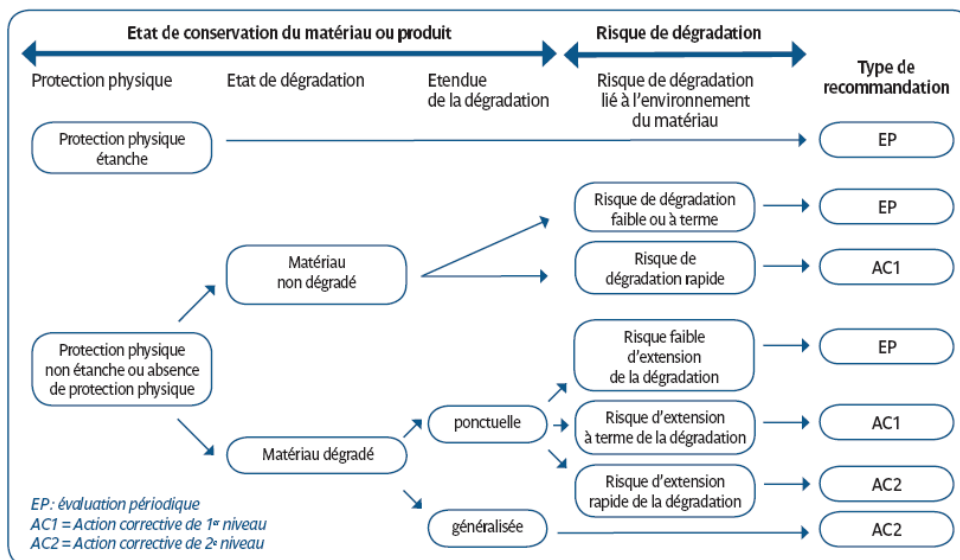 Etat de conservation du matériau ou produit
Risque de dégradation
Protection physique
Etat de dégradation
Etendue
de la dégradation
Risque de dégradation
lié à l'environnement
du matériau
Type de
recommandation
Protection physique
étanche
EP
Risque de dégradation
faible ou à terme
EP
Matériau
non dégradé
Risque de
dégradation rapide
AC1
Protection physique
non étanche ou absence
de protection physique
Risque faible
d'extension
de la dégradation
EP
ponctuelle
Risque d'extension
à terme de la dégradation
AC1
Matériau dégradé
Risque d'extension
rapide de la dégradation
AC2
généralisée
AC2
EP : évaluation périodique
AC1 = Action corrective de 1er niveau
AC2 = Action corrective de 2e niveau